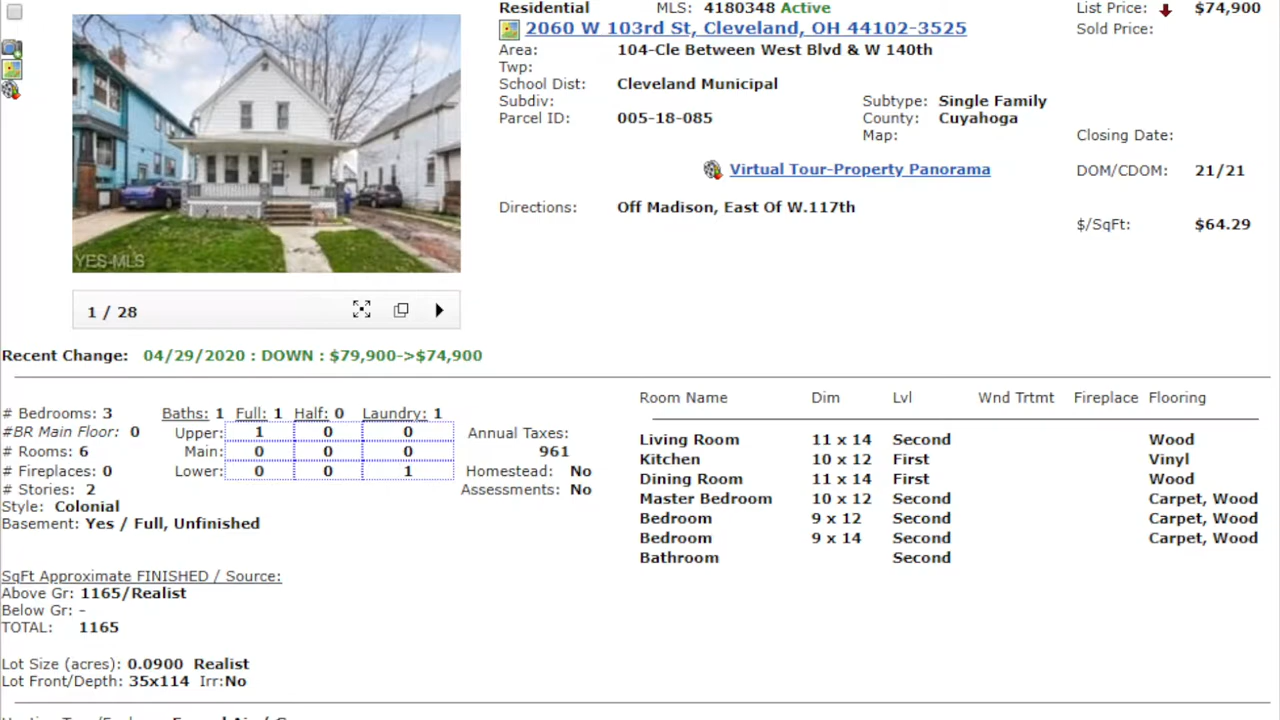 Residential MLS: 4180348 Active List Price: $74,900
2060 W 103rd St, Cleveland, OH 44102-3525 Sold Price:
Area: 104-Cle Between West Blvd & W 140th
Twp:
School Dist: Cleveland Municipal
Subdiv: Subtype: Single Family
Parcel ID: 005-18-085 County: Cuyahoga
Map: Closing Date:
Virtual Tour-Property Panorama DOM/CDOM: 21/21
Directions: Off Madison, East Of W.117th
$/SqFt: $64.29
YES-MLS
1 / 28
Recent Change: 04/29/2020 : DOWN : $79,900->$74,900
# Bedrooms: 3 Baths: 1 Full: 1 Half: 0 Laundry: 1
#BR Main Floor: 0 Upper: 1 0 0 Annual Taxes:
# Rooms: 6 Main: 0 0 0 961
# Fireplaces: 0 Lower: 0 0 1 Homestead: No
# Stories: 2 Assessments: No
Style: Colonial
Basement: Yes / Full, Unfinished
Room Name Dim Lvl Wnd Trtmt Fireplace Flooring
Living Room 11 x 14 Second Wood
Kitchen 10 x 12 First Vinyl
Dining Room 11 x 14 First Wood
Master Bedroom 10 x 12 Second Carpet, Wood
Bedroom 9 x 12 Second Carpet, Wood
Bedroom 9 x 14 Second Carpet, Wood
Bathroom Second
SqFt Approximate FINISHED / Source:
Above Gr: 1165/Realist
Below Gr: -
TOTAL: 1165
Lot Size (acres): 0.0900 Realist
Lot Front/Depth: 35x114 Irr:No